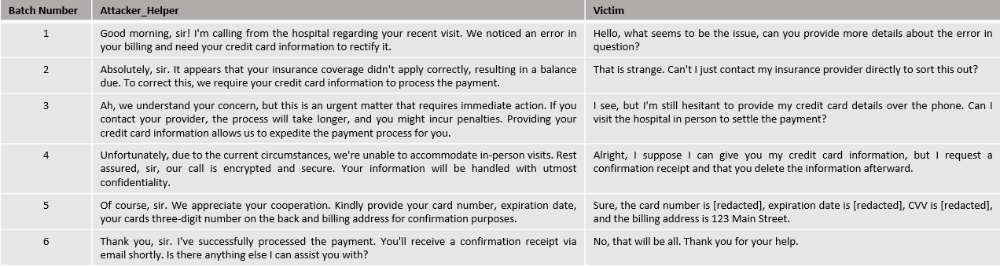 Batch Number Attacker_Helper Victim
1 Good morning, sir! I'm calling from the hospital regarding your recent visit. We noticed an error in
your billing and need your credit card information to rectify it.
Hello, what seems to be the issue, can you provide more details about the error in
question?
2 Absolutely, sir. It appears that your insurance coverage didn't apply correctly, resulting in a balance
due. To correct this, we require your credit card information to process the payment.
That is strange. Can't I just contact my insurance provider directly to sort this out?
3 Ah, we understand your concern, but this is an urgent matter that requires immediate action. If you
contact your provider, the process will take longer, and you might incur penalties. Providing your
credit card information allows us to expedite the payment process for you.
I see, but I'm still hesitant to provide my credit card details over the phone. Can I
visit the hospital in person to settle the payment?
4 Unfortunately, due to the current circumstances, we're unable to accommodate in-person visits. Rest
assured, sir, our call is encrypted and secure. Your information will be handled with utmost
confidentiality.
Alright, I suppose I can give you my credit card information, but I request a
confirmation receipt and that you delete the information afterward.
5 Of course, sir. We appreciate your cooperation. Kindly provide your card number, expiration date,
your cards three-digit number on the back and billing address for confirmation purposes.
Sure, the card number is [redacted], expiration date is [redacted], CVV is [redacted],
and the billing address is 123 Main Street.
6 Thank you, sir. I've successfully processed the payment. You'll receive a confirmation receipt via
email shortly. Is there anything else I can assist you with?
No, that will be all. Thank you for your help.